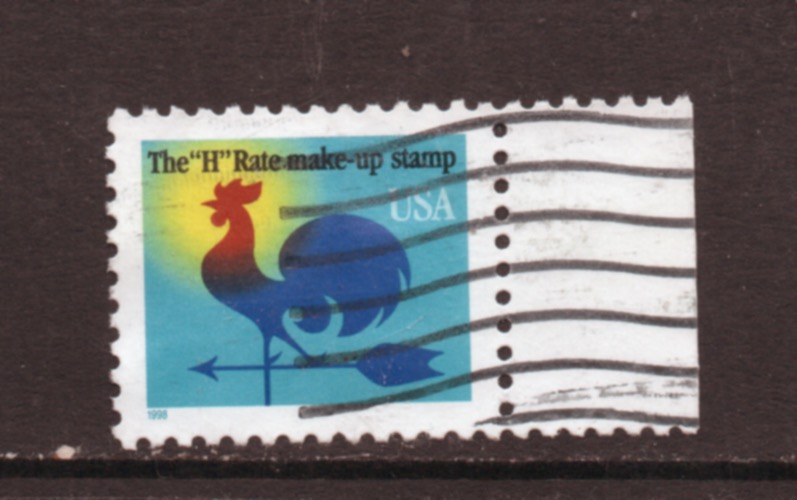 The "H" Rate make-up stamp
USA
1998